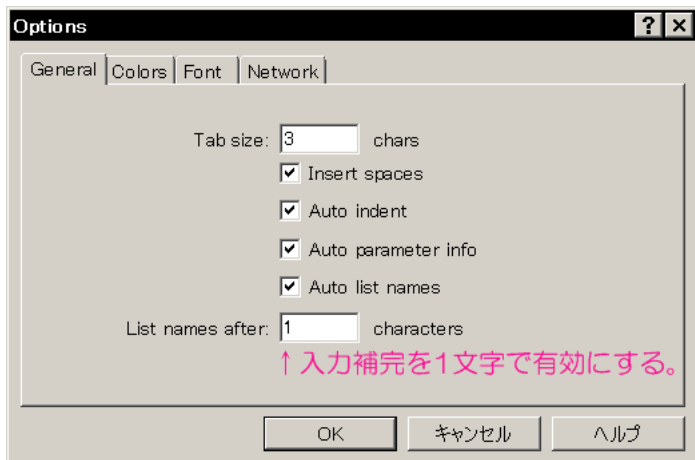 Options
General Colors Font Network
Tab size: 3 chars
Insert spaces
Auto indent
Auto parameter info
Auto list names
List names after: 1 characters
↑入力補完を1文字で有効にする。
OK キャンセル ヘルプ